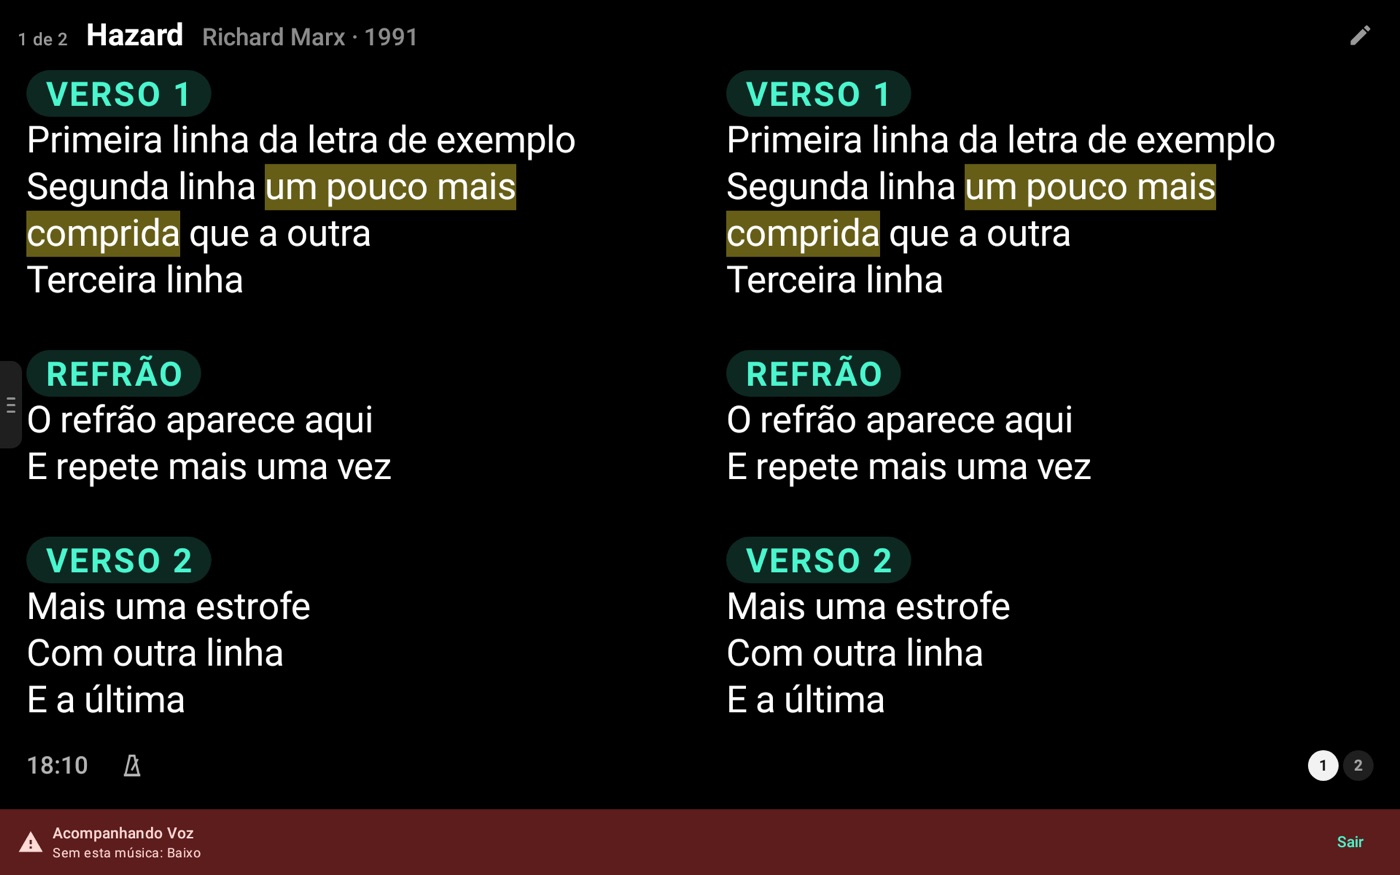 1 de 2 Hazard Richard Marx · 1991
VERSO 1
Primeira linha da letra de exemplo
Segunda linha um pouco mais
comprida que a outra
Terceira linha
REFRÃO
O refrão aparece aqui
E repete mais uma vez
VERSO 2
Mais uma estrofe
Com outra linha
E a última
VERSO 1
Primeira linha da letra de exemplo
Segunda linha um pouco mais
comprida que a outra
Terceira linha
REFRÃO
O refrão aparece aqui
E repete mais uma vez
VERSO 2
Mais uma estrofe
Com outra linha
E a última
18:10
1 2
Acompanhando Voz
Sem esta música: Baixo
Sair